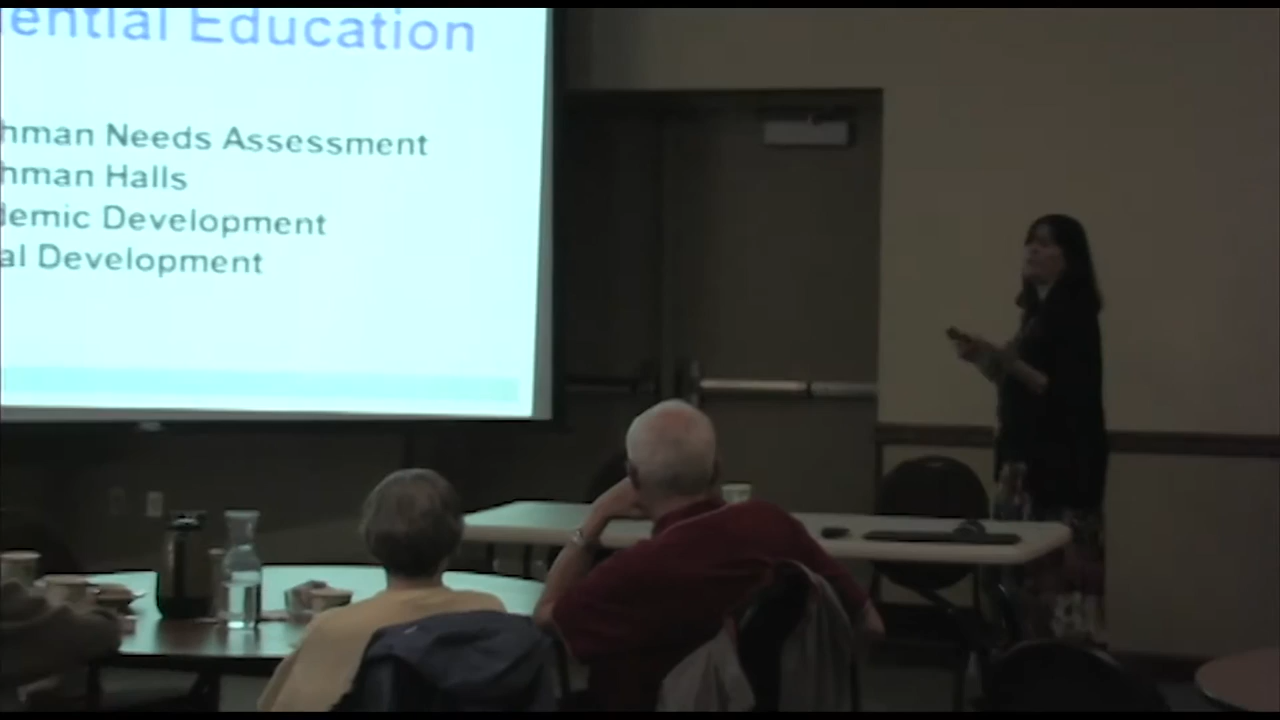 ential Education
hman Needs Assessment
hman Halls
demic Development
al Development